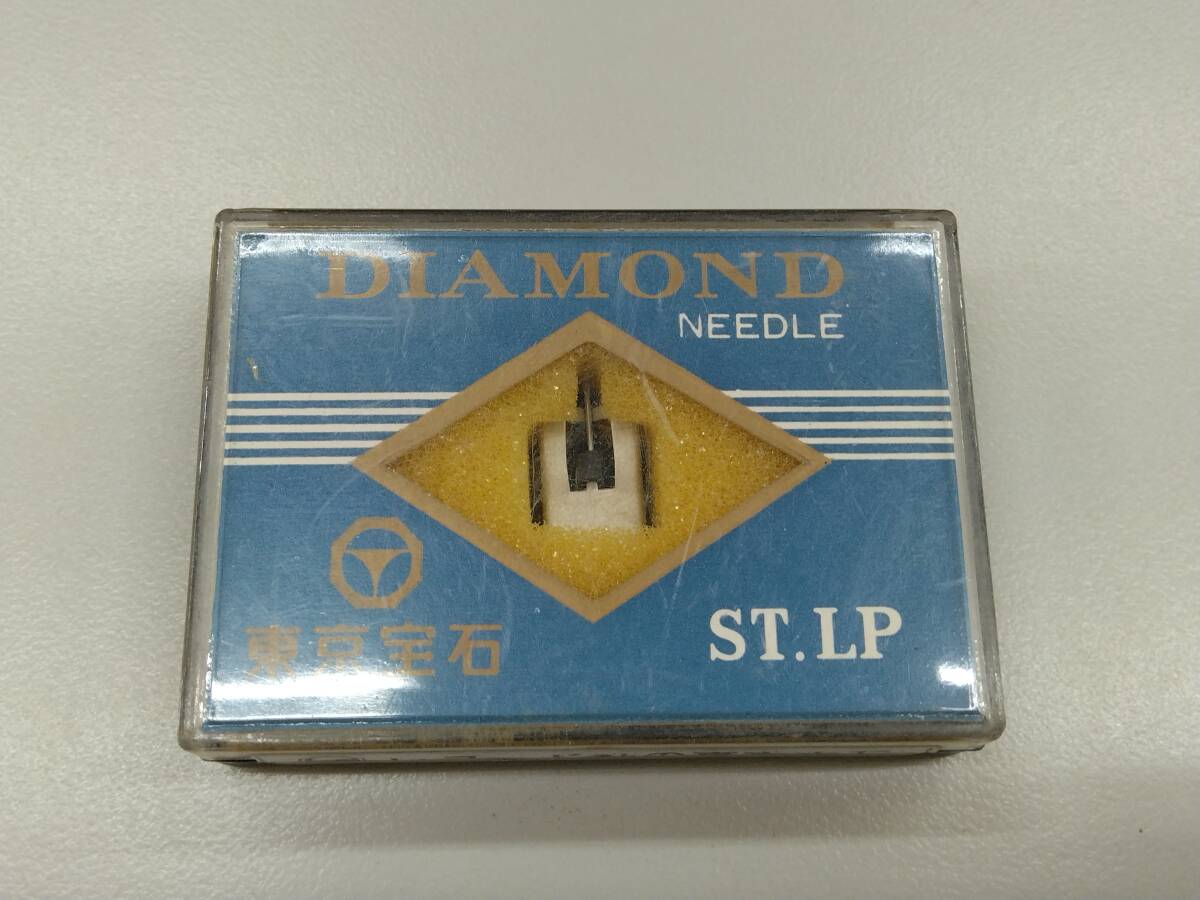 DIAMOND
NEEDLE
東京宝石
ST.LP